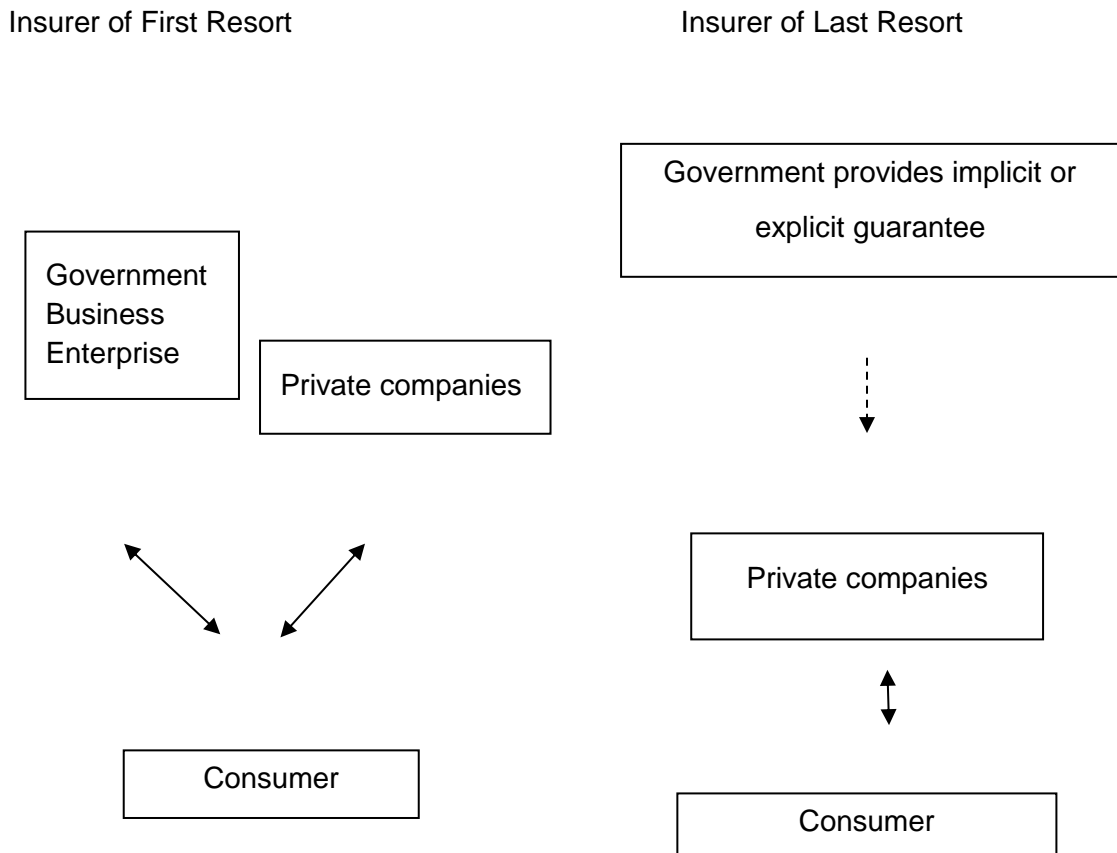 Insurer of First Resort
Government
Business
Enterprise
Private companies
Consumer
Insurer of Last Resort
Government provides implicit or
explicit guarantee
Private companies
Consumer